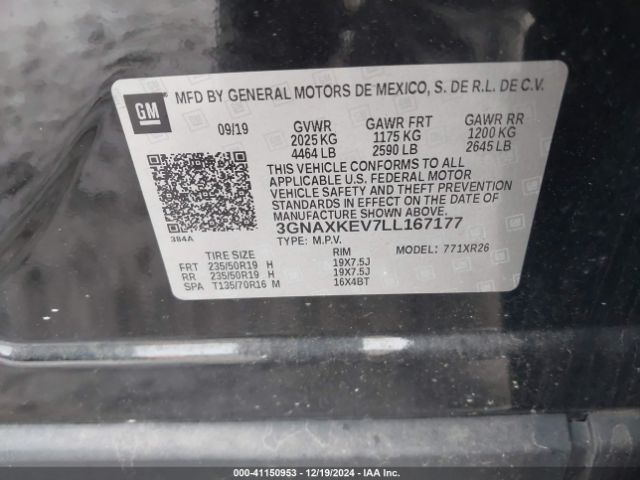 GM
MFD BY GENERAL MOTORS DE MEXICO, S. DE R.L. DE C.V.
09/19 GVWR GAWR FRT GAWR RR
2025 KG 1175 KG 1200 KG
4464 LB 2590 LB 2645 LB
THIS VEHICLE CONFORMS TO ALL
APPLICABLE U.S. FEDERAL MOTOR
VEHICLE SAFETY AND THEFT PREVENTION
STANDARDS IN EFFECT ON THE DATE OF
MANUFACTURE SHOWN ABOVE.
3GNAXKEV7LL167177
384A
TYPE: M.P.V. MODEL: 771XR26
TIRE SIZE RIM
FRT 235/50R19 H 19X7.5J
RR 235/50R19 H 19X7.5J
SPA T135/70R16 M 16X4BT
000-41150953 - 12/19/2024 - IAA Inc.